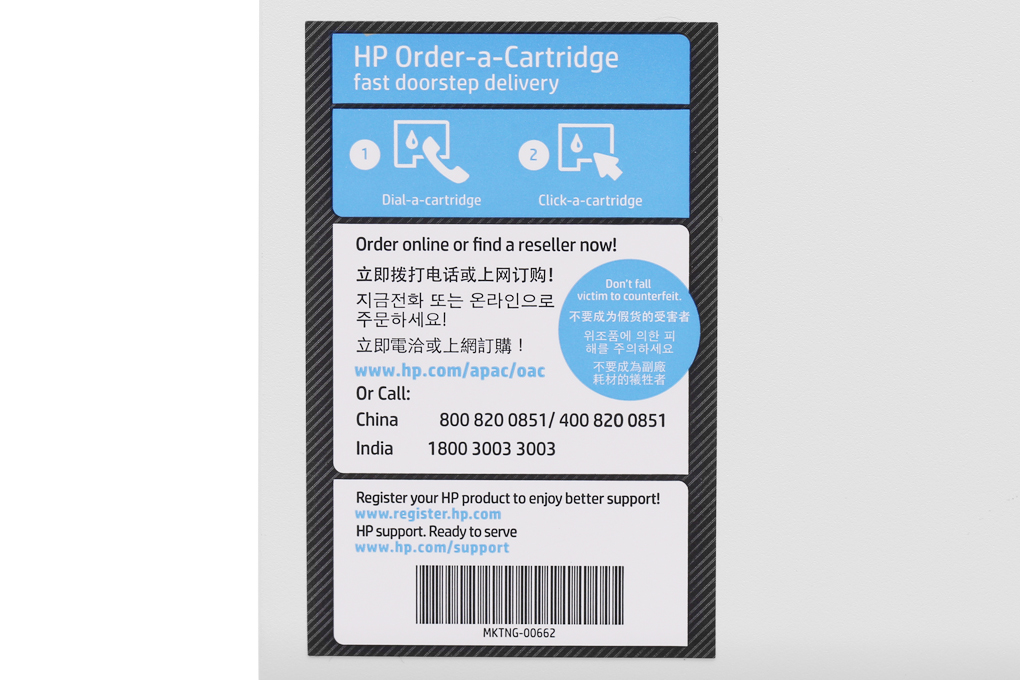 HP Order-a-Cartridge
fast doorstep delivery
1
Dial-a-cartridge
2
Click-a-cartridge
Order online or find a reseller now!
立即拨打电话或上网订购!
지금전화 또는 온라인으로
주문하세요!
立即電洽或上網訂購！
www.hp.com/apac/oac
Don't fall
victim to counterfeit.
不要成为假货的受害者
위조품에 의한 피
해를 주의하세요
不要成為副廠
耗材的犧牲者
Or Call:
China 800 820 0851/ 400 820 0851
India 1800 3003 3003
Register your HP product to enjoy better support!
www.register.hp.com
HP support. Ready to serve
www.hp.com/support
MKTNG-00662